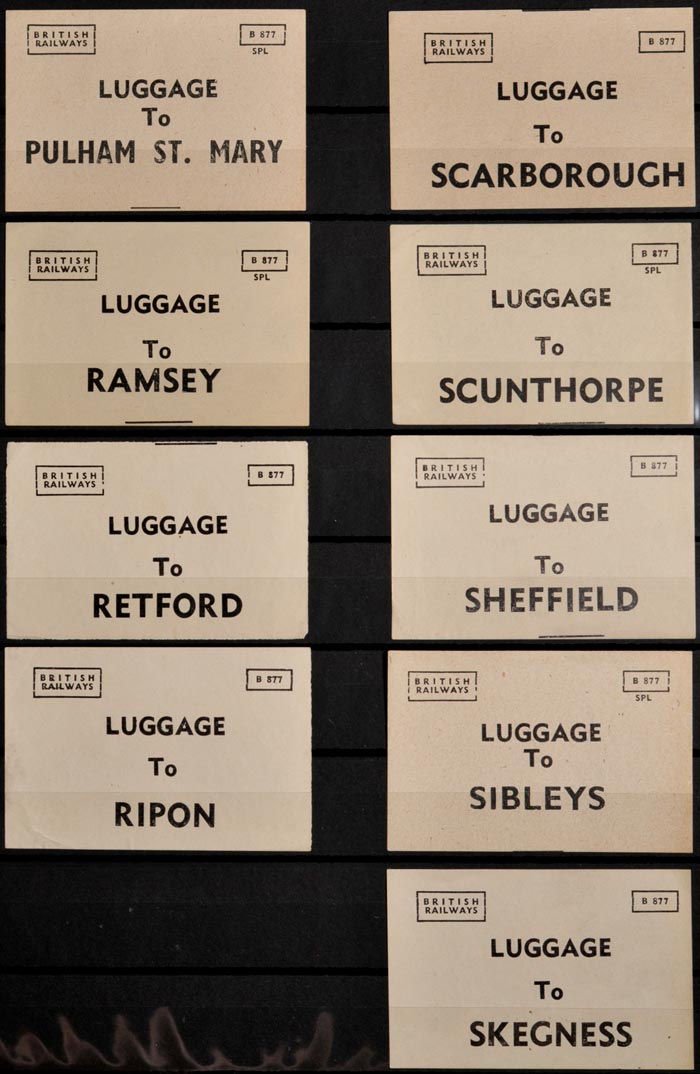 BRITISH
RAILWAYS
B 877
SPL
LUGGAGE
To
PULHAM ST. MARY
BRITISH
RAILWAYS
B 877
SPL
LUGGAGE
To
RAMSEY
BRITISH
RAILWAYS
B 877
LUGGAGE
To
RETFORD
BRITISH
RAILWAYS
B 877
LUGGAGE
To
RIPON
BRITISH
RAILWAYS
B 877
LUGGAGE
To
SCARBOROUGH
BRITISH
RAILWAYS
B 877
SPL
LUGGAGE
To
SCUNTHORPE
BRITISH
RAILWAYS
B 877
LUGGAGE
To
SHEFFIELD
BRITISH
RAILWAYS
B 877
SPL
LUGGAGE
To
SIBLEYS
BRITISH
RAILWAYS
B 877
LUGGAGE
To
SKEGNESS